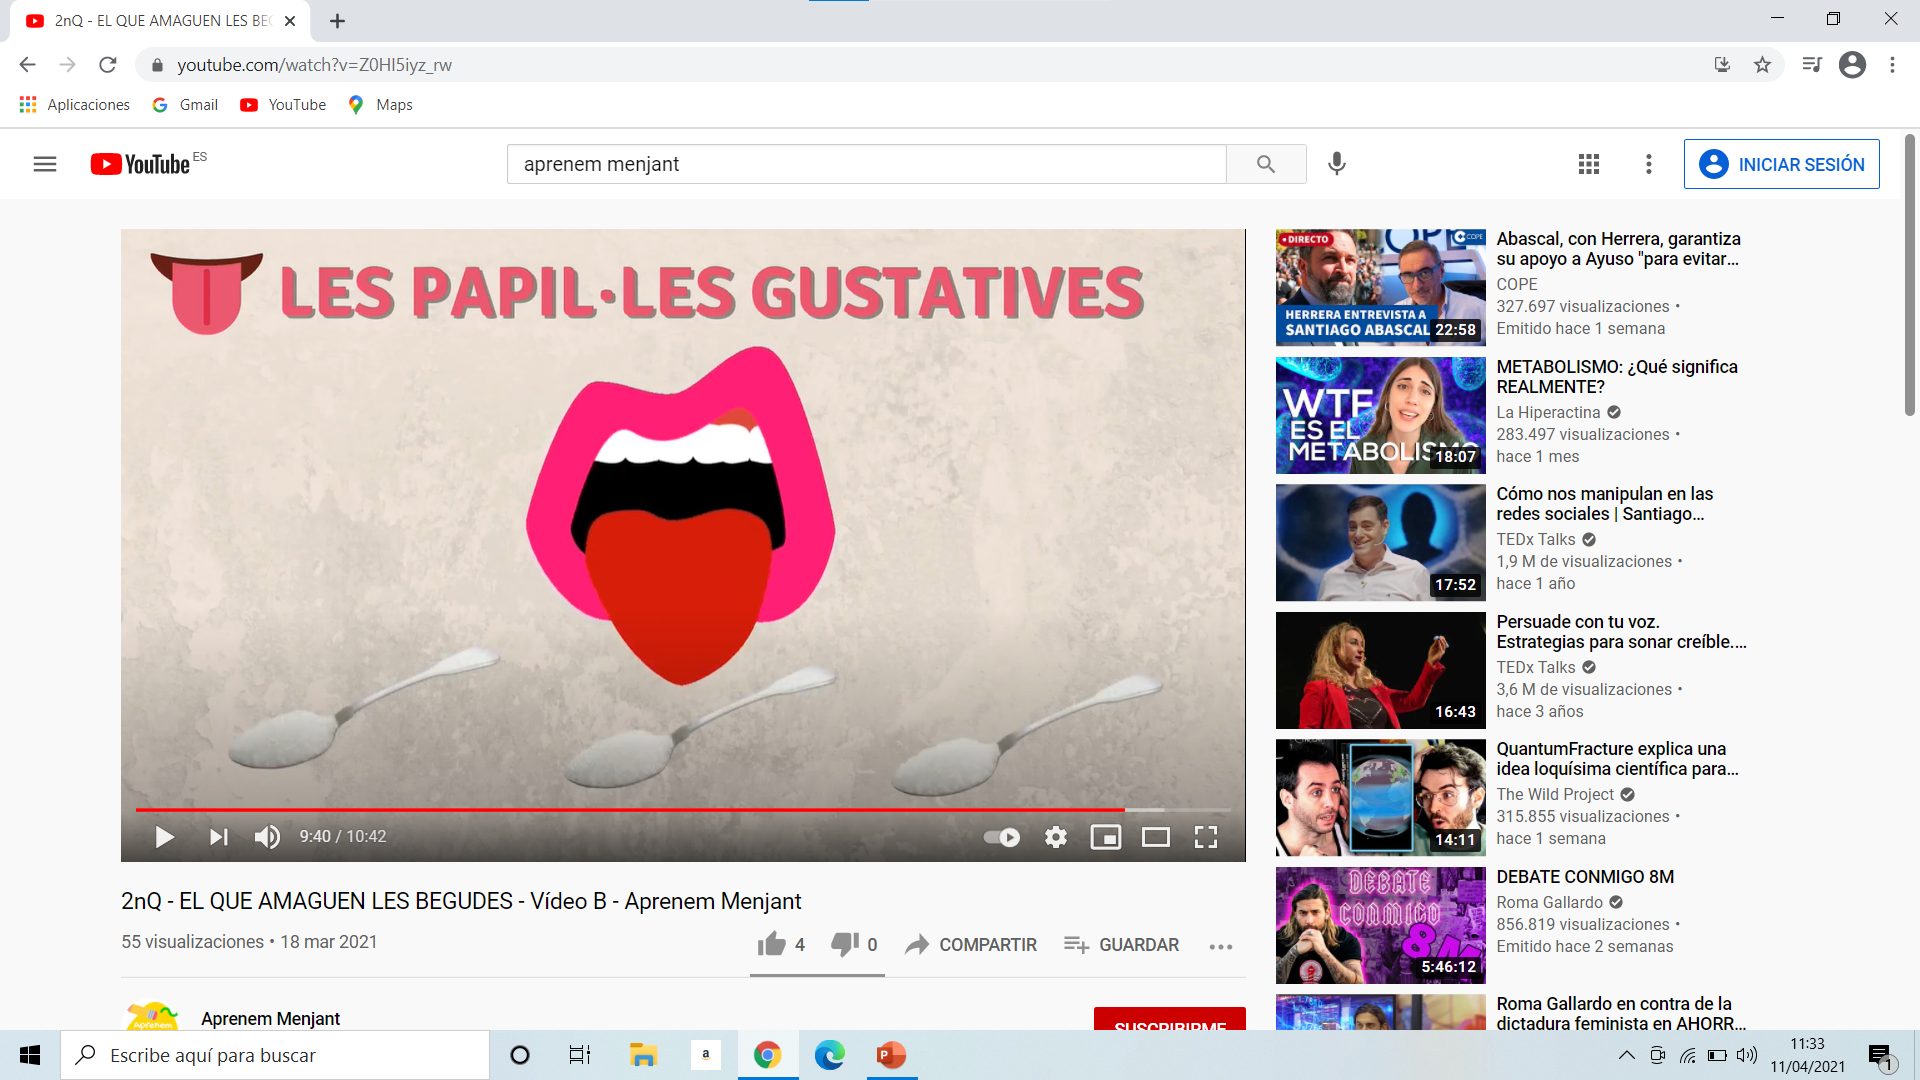 2nQ - EL QUE AMAGUEN LES BEG
youtube.com/watch?v=Z0HI5iyz_rw
Aplicaciones
Gmail
YouTube
Maps
YouTube ES
aprenem menjant
INICIAR SESIÓN
LES PAPIL·LES GUSTATIVES
9:40 / 10:42
2nQ - EL QUE AMAGUEN LES BEGUDES - Vídeo B - Aprenem Menjant
55 visualizaciones • 18 mar 2021
4
0
COMPARTIR
GUARDAR
Aprenem
Aprenem Menjant
SUSCRIBIRME
DIRECTO
COPE
COPE
HERRERA ENTREVISTA A
SANTIAGO ABASCAL
22:58
Abascal, con Herrera, garantiza
su apoyo a Ayuso "para evitar...
COPE
327.697 visualizaciones •
Emitido hace 1 semana
WTF
ES EL
METABOLISMO
18:07
METABOLISMO: ¿Qué significa
REALMENTE?
La Hiperactina
283.497 visualizaciones •
hace 1 mes
17:52
Cómo nos manipulan en las
redes sociales | Santiago...
TEDx Talks
1,9 M de visualizaciones •
hace 1 año
16:43
Persuade con tu voz.
Estrategias para sonar creíble....
TEDx Talks
3,6 M de visualizaciones •
hace 3 años
14:11
QuantumFracture explica una
idea loquísima científica para...
The Wild Project
315.855 visualizaciones •
hace 1 semana
DEBATE
CONMIGO
8M
5:46:12
DEBATE CONMIGO 8M
Roma Gallardo
856.819 visualizaciones •
Emitido hace 2 semanas
Roma Gallardo en contra de la
dictadura feminista en AHORR...
Escribe aquí para buscar
a
P
11:33
11/04/2021
1